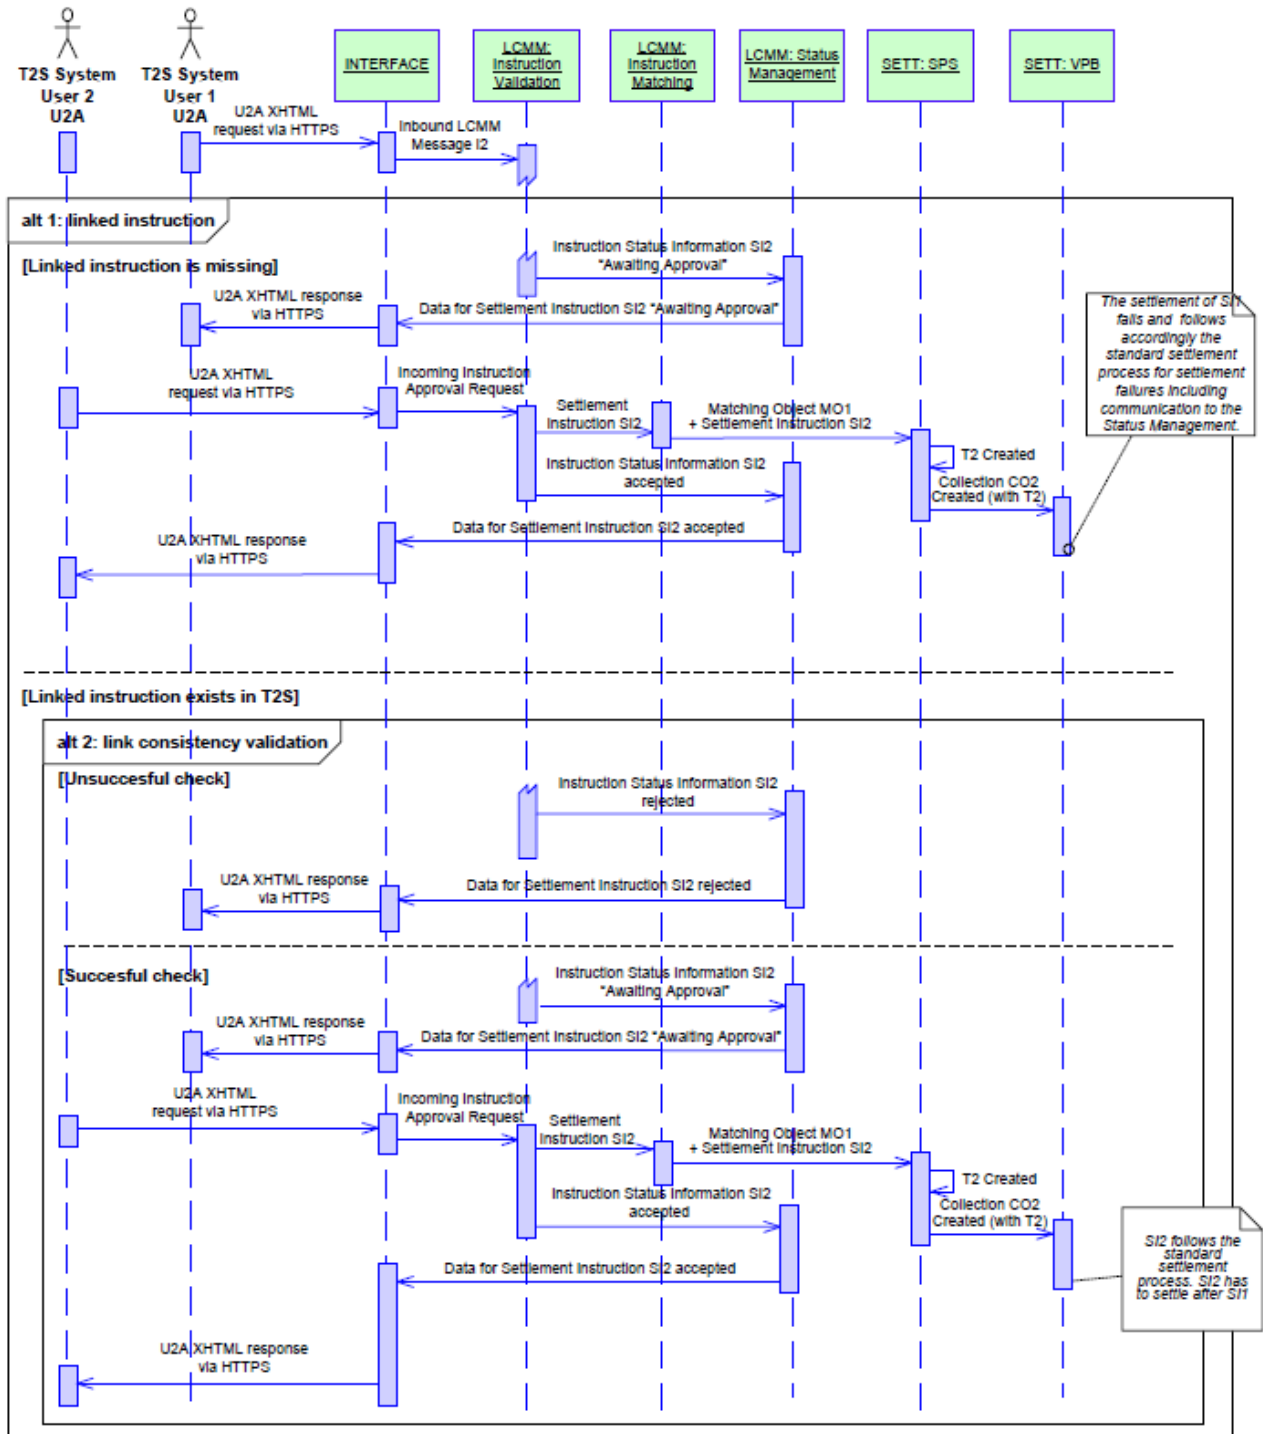 T2S System
User 2
U2A
T2S System
User 1
U2A
INTERFACE
LCMM:
Instruction
Validation
LCMM:
Instruction
Matching
LCMM: Status
Management
SETT: SPS
SETT: VPB
U2A XHTML
request via HTTPS
Inbound LCMM
Message I2
alt 1: linked instruction
[Linked instruction is missing]
Instruction Status Information SI2
"Awaiting Approval"
U2A XHTML response
via HTTPS
Data for Settlement Instruction SI2 "Awaiting Approval"
The settlement of SI1
fails and follows
accordingly the
standard settlement
process for settlement
failures including
communication to the
Status Management.
U2A XHTML
request via HTTPS
Incoming Instruction
Approval Request
Settlement
Instruction SI2
Matching Object MO1
+ Settlement Instruction SI2
T2 Created
Instruction Status Information SI2
accepted
Collection CO2
Created (with T2)
Data for Settlement Instruction SI2 accepted
U2A XHTML response
via HTTPS
[Linked instruction exists in T2S]
alt 2: link consistency validation
[Unsuccesful check]
Instruction Status Information SI2
rejected
U2A XHTML response
via HTTPS
Data for Settlement Instruction SI2 rejected
[Succesful check]
Instruction Status Information SI2
"Awaiting Approval"
U2A XHTML response
via HTTPS
Data for Settlement Instruction SI2 "Awaiting Approval"
U2A XHTML
request via HTTPS
Incoming Instruction
Approval Request
Settlement
Instruction SI2
Matching Object MO1
+ Settlement Instruction SI2
T2 Created
Instruction Status Information SI2
accepted
Collection CO2
Created (with T2)
SI2 follows the
standard
settlement
process. SI2 has
to settle after SI1
Data for Settlement Instruction SI2 accepted
U2A XHTML response
via HTTPS